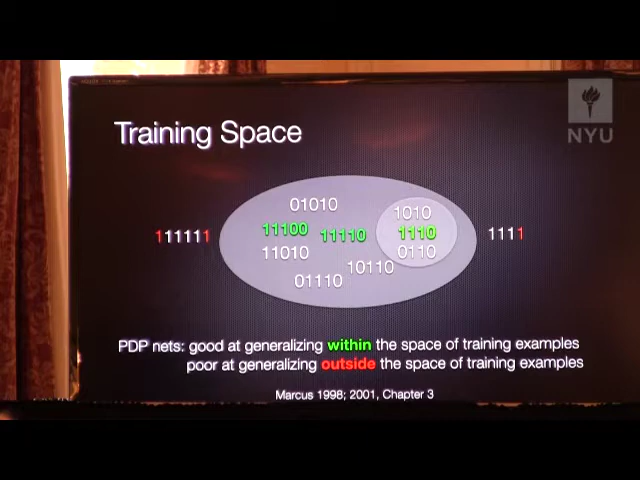 NYU
Training Space
01010
1010
11100
11110
1110
111111
1111
11010
0110
10110
01110
PDP nets: good at generalizing within the space of training examples
poor at generalizing outside the space of training examples
Marcus 1998; 2001, Chapter 3